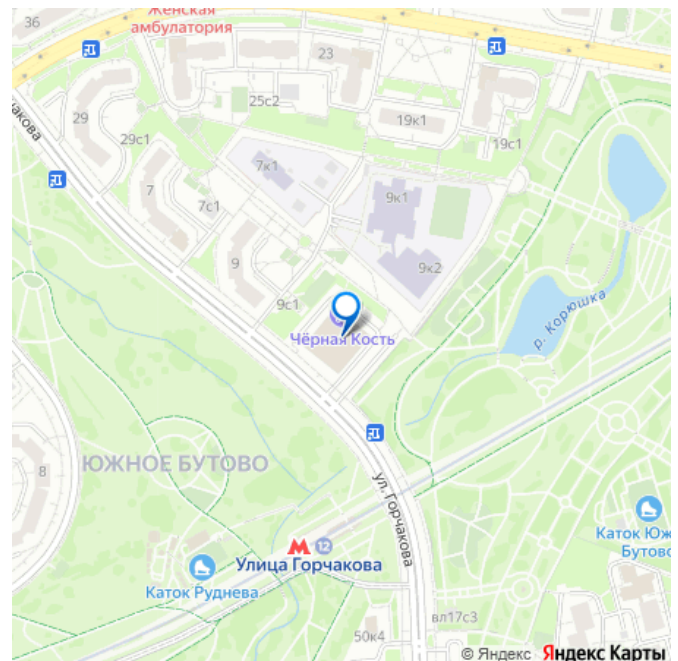 36
Женская
амбулатория
23
25с2
29
19к1
29с1
19с1
чакова
7к1
7
7с1
9к1
9к2
9
9с1
р. Корюшка
Чёрная Кость
ЮЖНОЕ БУТОВО
8
ул. Горчакова
12
Улица Горчакова
Каток Руднева
Каток Юж
Бутово
вл17с3
50к4
© Яндекс Яндекс Карты